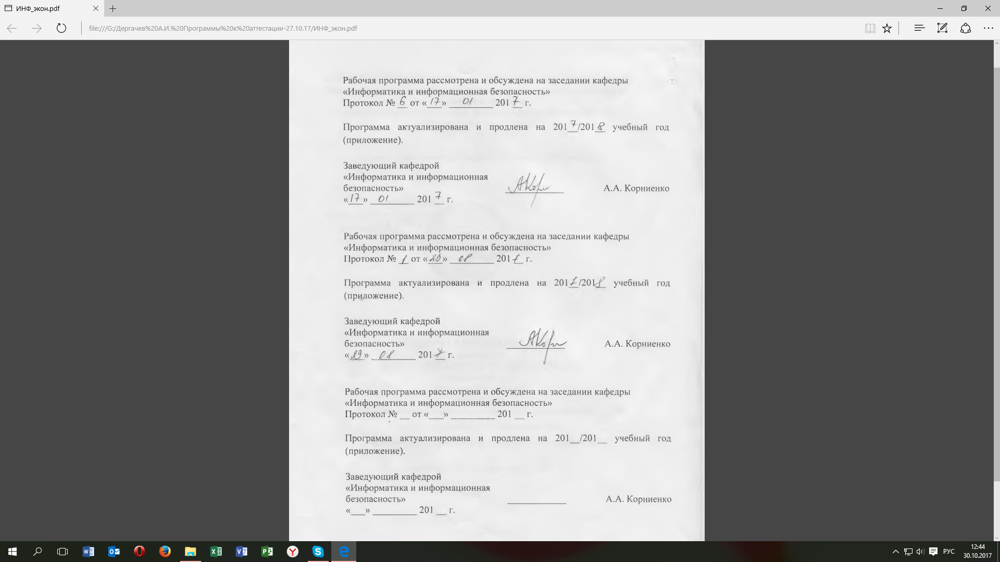 ИНФ_экон.pdf
file:///G:/Дергачев%20А.И.%20Программы%20к%20аттестации-27.10.17/ИНФ_экон.pdf
Рабочая программа рассмотрена и обсуждена на заседании кафедры
«Информатика и информационная безопасность»
Протокол № 6 от «17» 01 2017 г.
Программа актуализирована и продлена на 2017/2018 учебный год
(приложение).
Заведующий кафедрой
«Информатика и информационная
безопасность»
АКорн А.А. Корниенко
«17» 01 2017 г.
Рабочая программа рассмотрена и обсуждена на заседании кафедры
«Информатика и информационная безопасность»
Протокол № 1 от «29» 08 2017 г.
Программа актуализирована и продлена на 2017/2018 учебный год
(приложение).
Заведующий кафедрой
«Информатика и информационная
безопасность»
АКорн А.А. Корниенко
«29» 08 2017 г.
Рабочая программа рассмотрена и обсуждена на заседании кафедры
«Информатика и информационная безопасность»
Протокол № __ от «___» _________ 201 __ г.
Программа актуализирована и продлена на 201__/201__ учебный год
(приложение).
Заведующий кафедрой
«Информатика и информационная
безопасность»
____________ А.А. Корниенко
«___» _________ 201 __ г.
РУС
12:44
30.10.2017